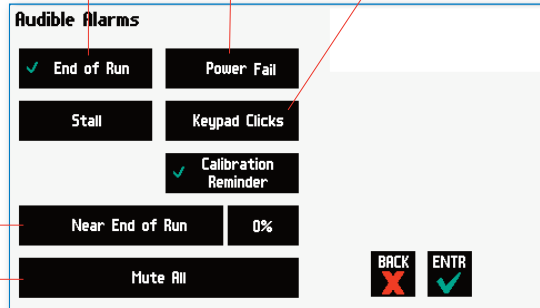 Audible Alarms
End of Run
Power Fail
Stall
Keypad Clicks
Calibration
Reminder
Near End of Run
0%
Mute All
BACK
ENTR